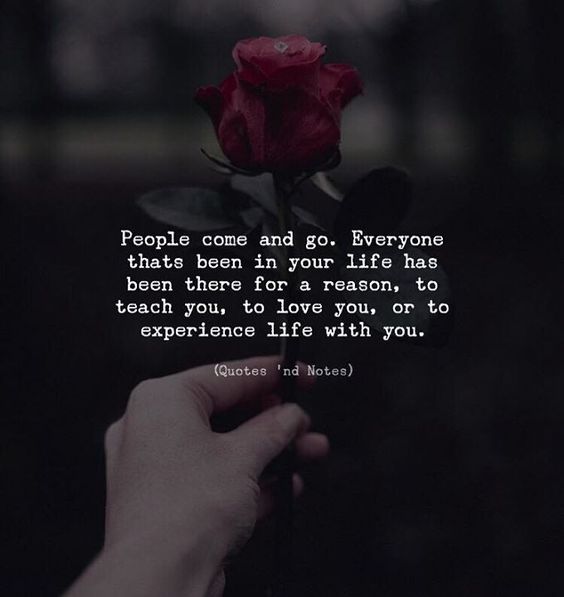 People come and go. Everyone
thats been in your life has
been there for a reason, to
teach you, to love you, or to
experience life with you.
(Quotes 'nd Notes)